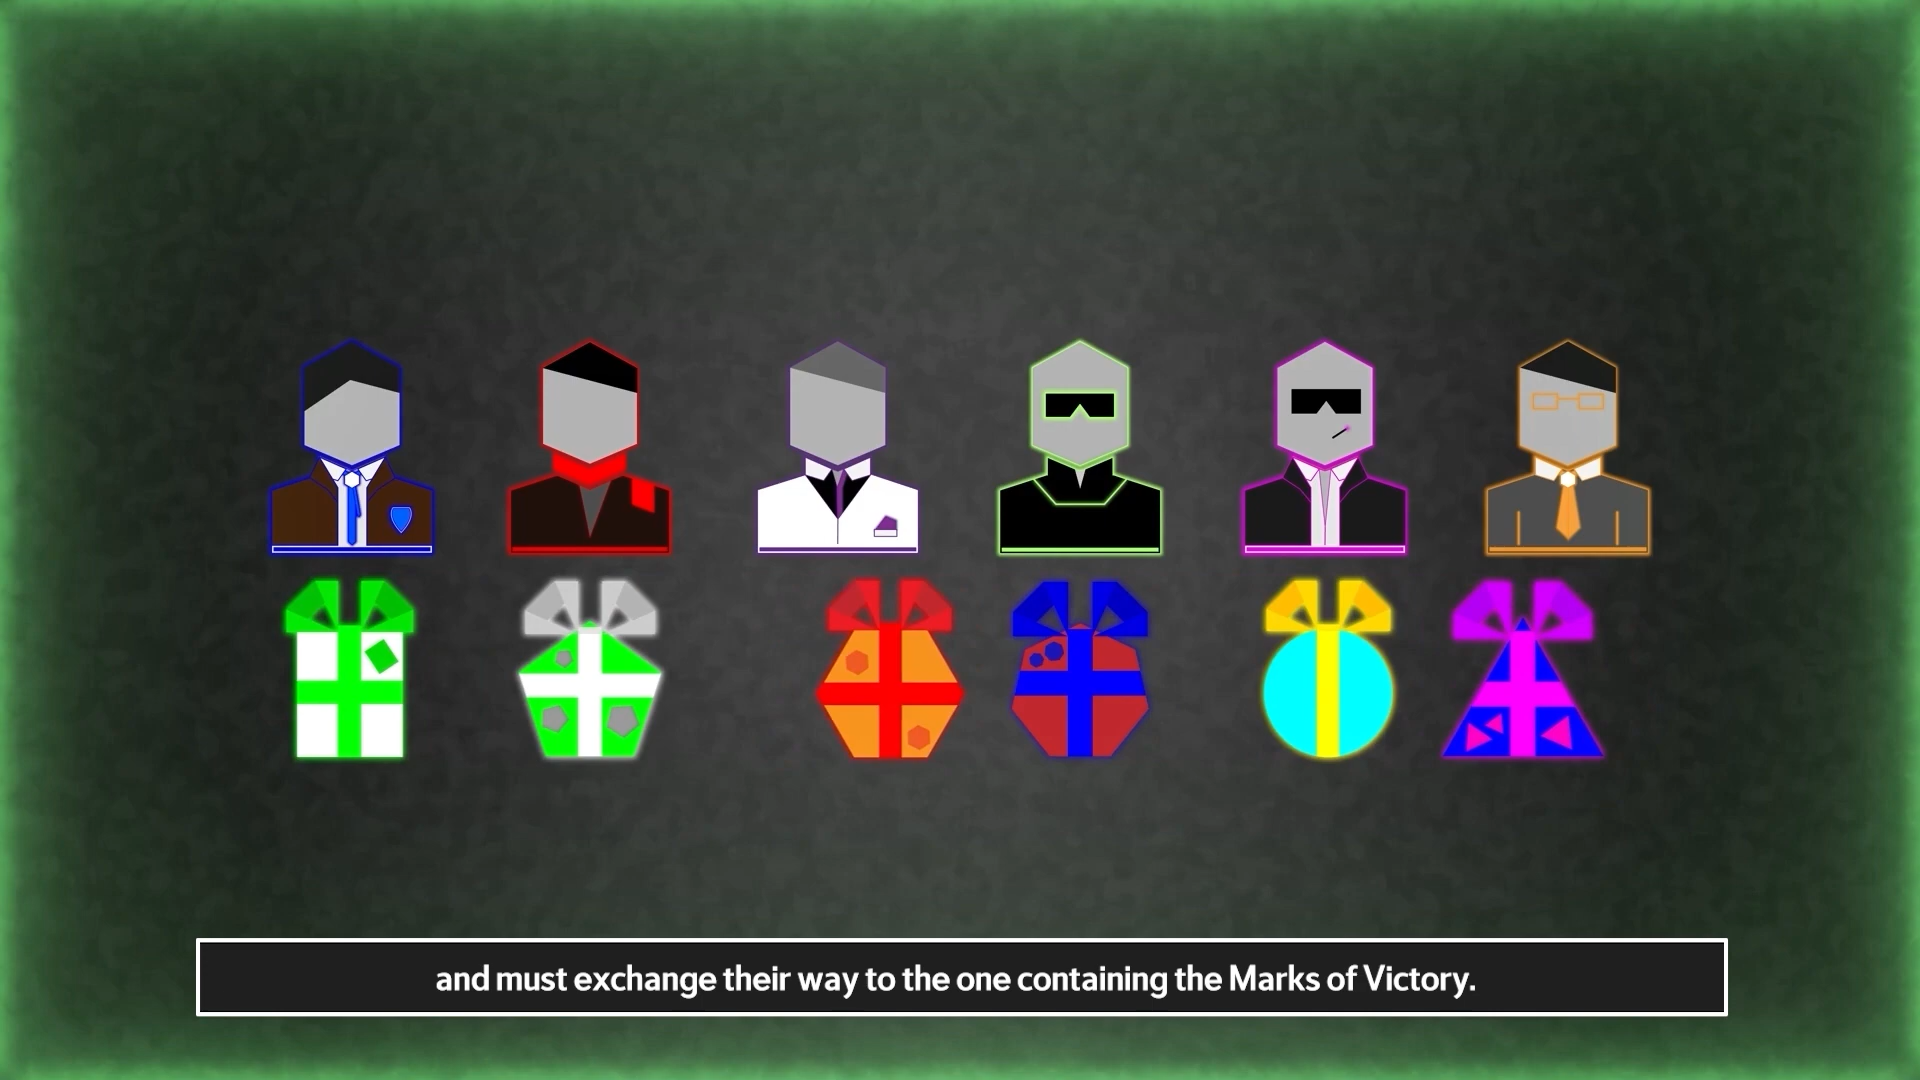 and must exchange their way to the one containing the Marks of Victory.